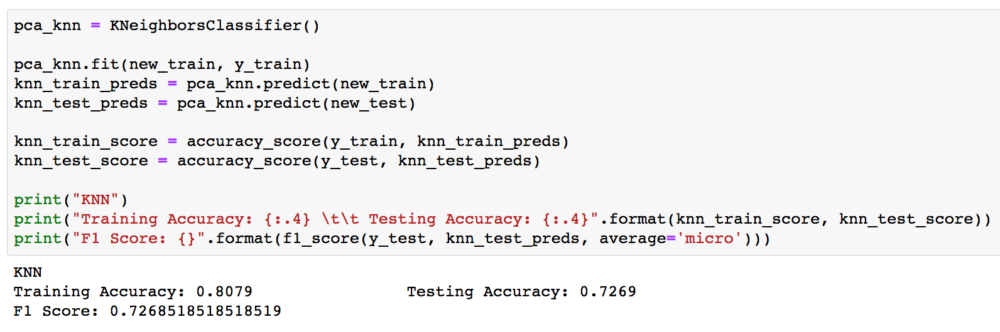 pca_knn = KNeighborsClassifier()
pca_knn.fit(new_train, y_train)
knn_train_preds = pca_knn.predict(new_train)
knn_test_preds = pca_knn.predict(new_test)
knn_train_score = accuracy_score(y_train, knn_train_preds)
knn_test_score = accuracy_score(y_test, knn_test_preds)
print("KNN")
print("Training Accuracy: {:.4} \t\t Testing Accuracy: {:.4}".format(knn_train_score, knn_test_score))
print("F1 Score: {}".format(f1_score(y_test, knn_test_preds, average='micro')))
KNN
Training Accuracy: 0.8079 Testing Accuracy: 0.7269
F1 Score: 0.7268518518518519